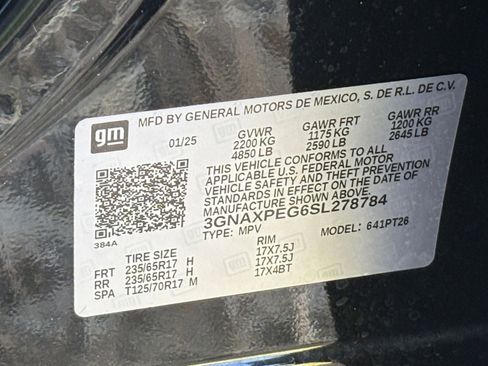 gm
MFD BY GENERAL MOTORS DE MEXICO, S. DE R.L. DE C.V.
01/25 GVWR GAWR FRT GAWR RR
2200 KG 1175 KG 1200 KG
4850 LB 2590 LB 2645 LB
THIS VEHICLE CONFORMS TO ALL
APPLICABLE U.S. FEDERAL MOTOR
VEHICLE SAFETY AND THEFT PREVENTION
STANDARDS IN EFFECT ON THE DATE OF
MANUFACTURE SHOWN ABOVE.
3GNAXPEG6SL278784
TYPE: MPV MODEL: 641PT26
384A
TIRE SIZE RIM
FRT 235/65R17 H 17X7.5J
RR 235/65R17 H 17X7.5J
SPA T125/70R17 M 17X4BT